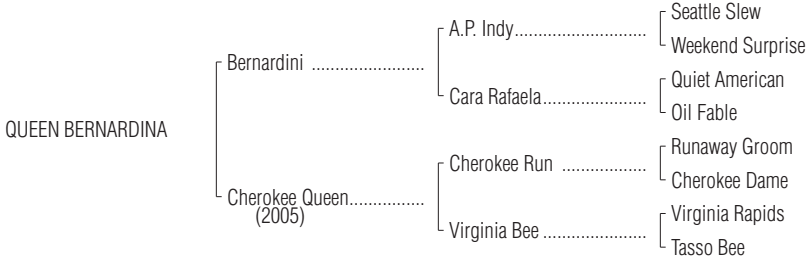 Seattle Slew
A.P. Indy..............................
Weekend Surprise
Bernardini ........................
Quiet American
Cara Rafaela........................
Oil Fable
QUEEN BERNARDINA
Runaway Groom
Cherokee Run ....................
Cherokee Dame
Cherokee Queen................
(2005)
Virginia Rapids
Virginia Bee ........................
Tasso Bee